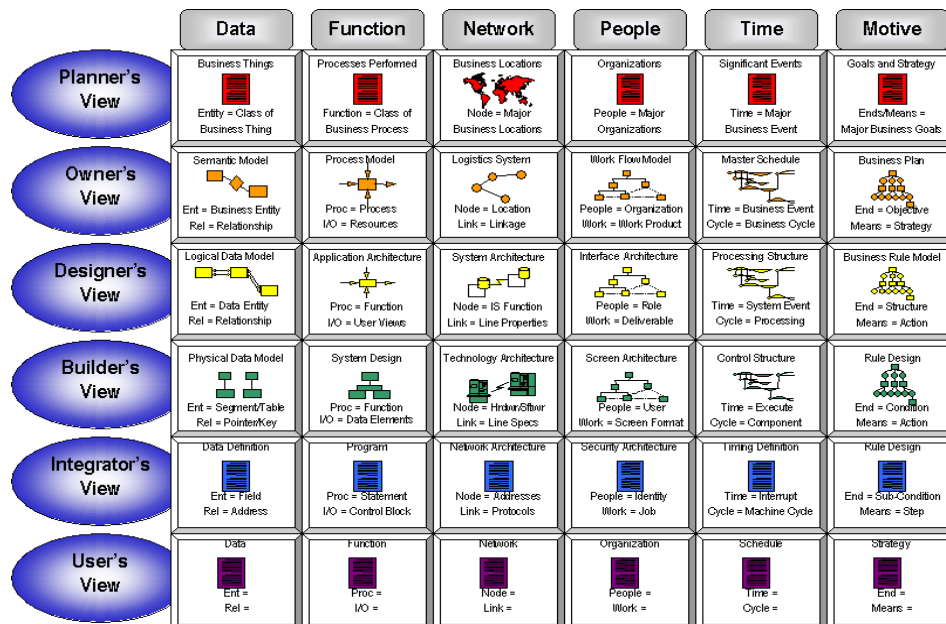 Data
Function
Network
People
Time
Motive
Planner's
View
Business Things
Entity = Class of
Business Thing
Processes Performed
Function = Class of
Business Process
Business Locations
Node = Major
Business Locations
Organizations
People = Major
Organizations
Significant Events
Time = Major
Business Event
Goals and Strategy
Ends/Means =
Major Business Goals
Owner's
View
Semantic Model
Ent = Business Entity
Rel = Relationship
Process Model
Proc = Process
I/O = Resources
Logistics System
Node = Location
Link = Linkage
Work Flow Model
People = Organization
Work = Work Product
Master Schedule
Time = Business Event
Cycle = Business Cycle
Business Plan
End = Objective
Means = Strategy
Designer's
View
Logical Data Model
Ent = Data Entity
Rel = Relationship
Application Architecture
Proc = Function
I/O = User Views
System Architecture
Node = IS Function
Link = Line Properties
Interface Architecture
People = Role
Work = Deliverable
Processing Structure
Time = System Event
Cycle = Processing
Business Rule Model
End = Structure
Means = Action
Builder's
View
Physical Data Model
Ent = Segment/Table
Rel = Pointer/Key
System Design
Proc = Function
I/O = Data Elements
Technology Architecture
Node = Hrdwr/Sftwr
Link = Line Specs
Screen Architecture
People = User
Work = Screen Format
Control Structure
Time = Execute
Cycle = Component
Rule Design
End = Condition
Means = Action
Integrator's
View
Data Definition
Ent = Field
Rel = Address
Program
Proc = Statement
I/O = Control Block
Network Architecture
Node = Addresses
Link = Protocols
Security Architecture
People = Identity
Work = Job
Timing Definition
Time = Interrupt
Cycle = Machine Cycle
Rule Design
End = Sub-Condition
Means = Step
User's
View
Data
Ent =
Rel =
Function
Proc =
I/O =
Network
Node =
Link =
Organization
People =
Work =
Schedule
Time =
Cycle =
Strategy
End =
Means =